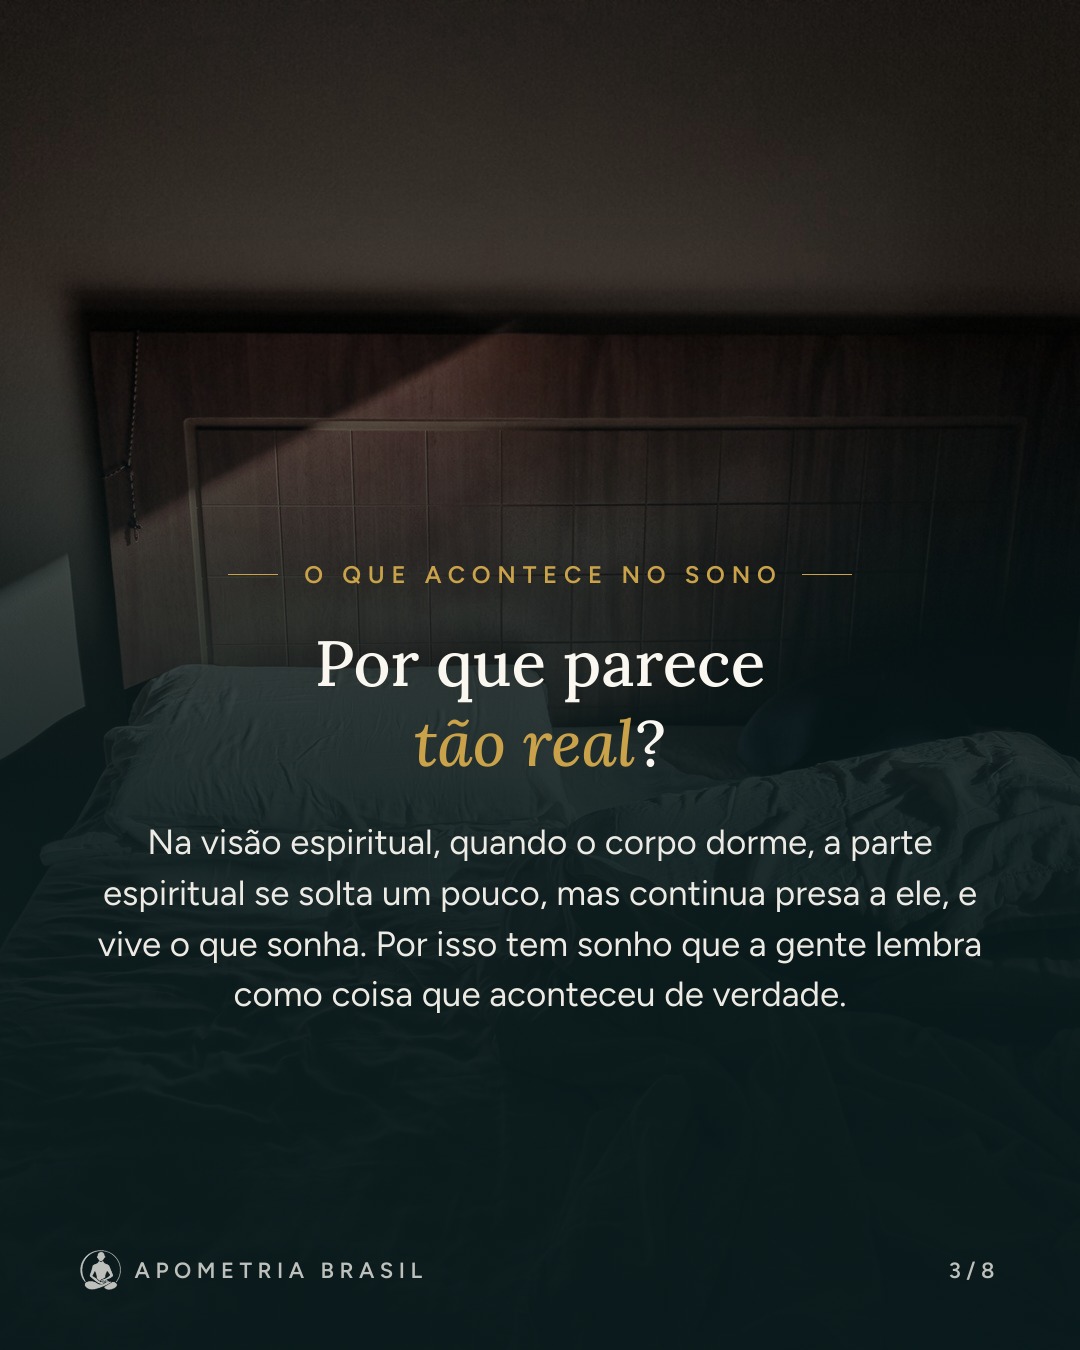 O QUE ACONTECE NO SONO
Por que parece
tão real?
Na visão espiritual, quando o corpo dorme, a parte
espiritual se solta um pouco, mas continua presa a ele, e
vive o que sonha. Por isso tem sonho que a gente lembra
como coisa que aconteceu de verdade.
APOMETRIA BRASIL
3/8